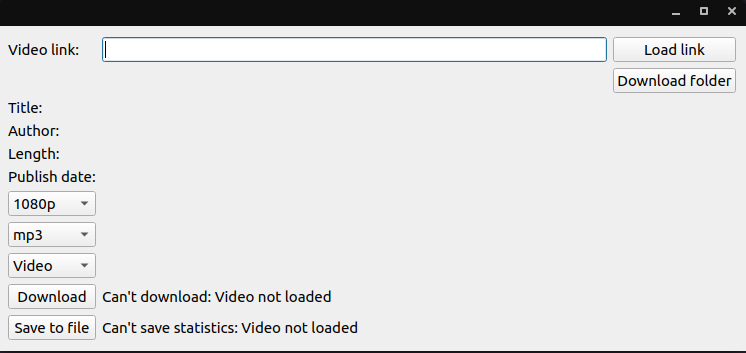 Video link: Load link
Download folder
Title:
Author:
Length:
Publish date:
1080p
mp3
Video
Download Can't download: Video not loaded
Save to file Can't save statistics: Video not loaded